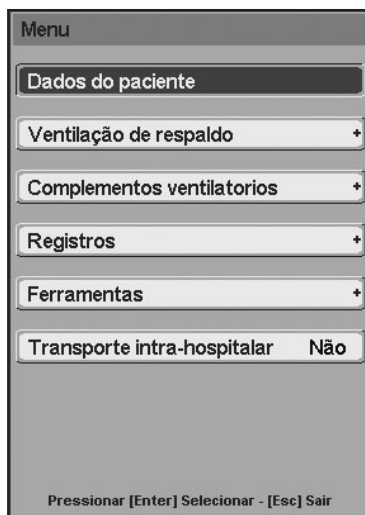 Menu
Dados do paciente
Ventilação de respaldo +
Complementos ventilatorios +
Registros +
Ferramentas +
Transporte intra-hospitalar Não
Pressionar [Enter] Selecionar - [Esc] Sair